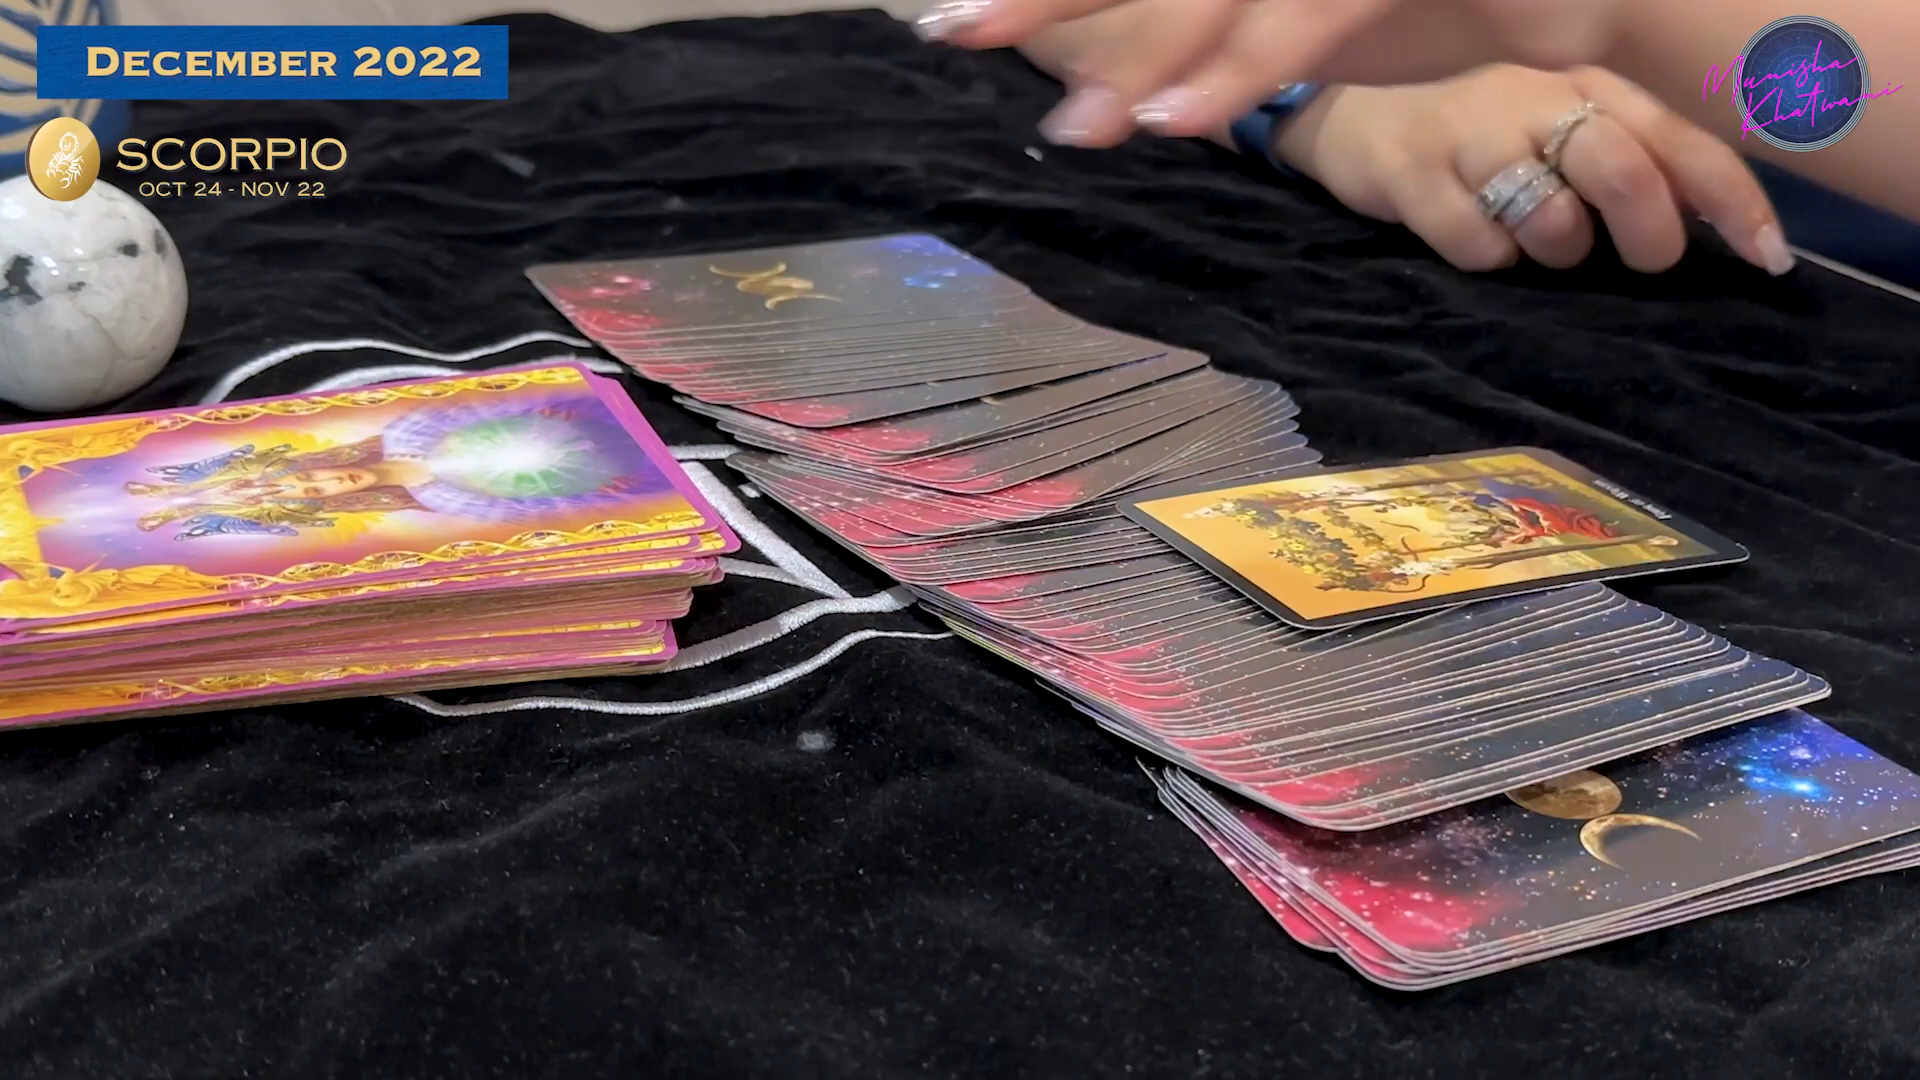 DECEMBER 2022
SCORPIO
OCT 24 - NOV 22
Munisha
Khatwani